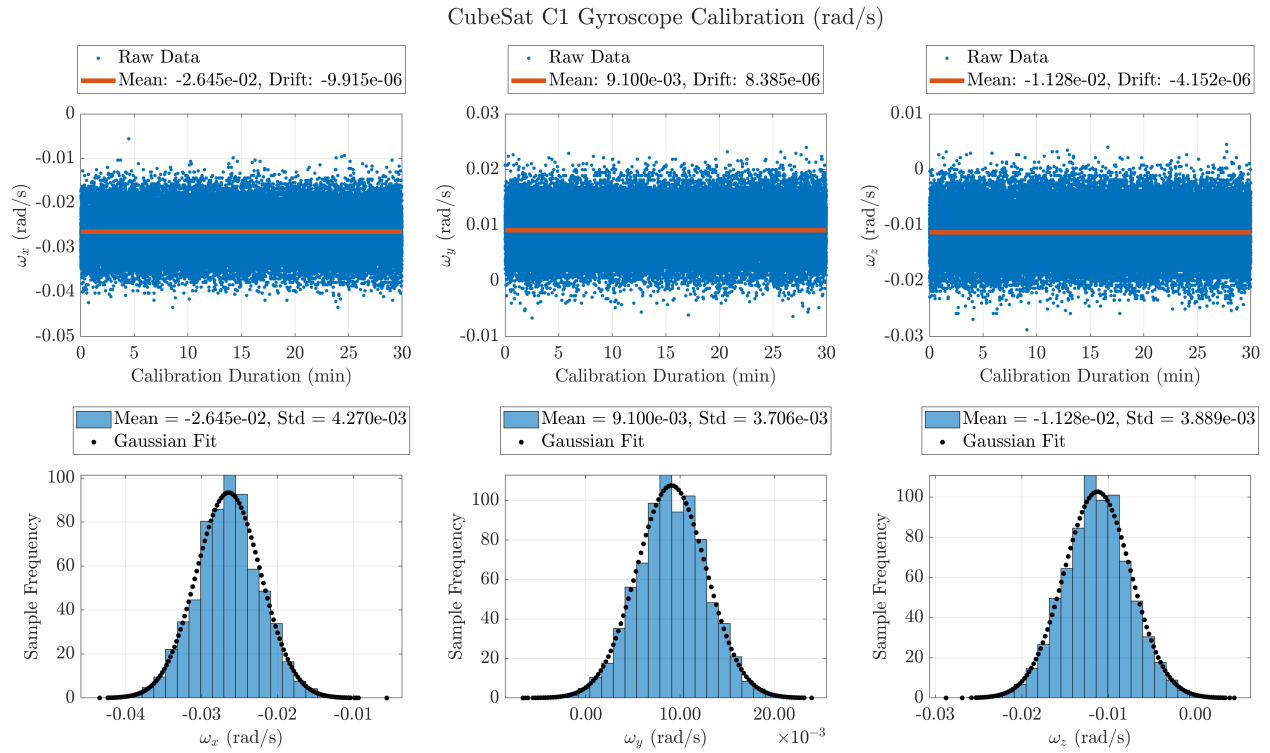 CubeSat C1 Gyroscope Calibration (rad/s)
Raw Data
Mean: -2.645e-02, Drift: -9.915e-06
0
-0.01
-0.02
-0.03
-0.04
-0.05
ωx (rad/s)
0 5 10 15 20 25 30
Calibration Duration (min)
Raw Data
Mean: 9.100e-03, Drift: 8.385e-06
0.03
0.02
0.01
0
-0.01
ωy (rad/s)
0 5 10 15 20 25 30
Calibration Duration (min)
Raw Data
Mean: -1.128e-02, Drift: -4.152e-06
0.01
0
-0.01
-0.02
-0.03
ωz (rad/s)
0 5 10 15 20 25 30
Calibration Duration (min)
Mean = -2.645e-02, Std = 4.270e-03
Gaussian Fit
100
80
60
40
20
0
Sample Frequency
-0.04 -0.03 -0.02 -0.01
ωx (rad/s)
Mean = 9.100e-03, Std = 3.706e-03
Gaussian Fit
100
80
60
40
20
0
Sample Frequency
0.00 10.00 20.00
ωy (rad/s) ×10⁻³
Mean = -1.128e-02, Std = 3.889e-03
Gaussian Fit
100
80
60
40
20
0
Sample Frequency
-0.03 -0.02 -0.01 0.00
ωz (rad/s)